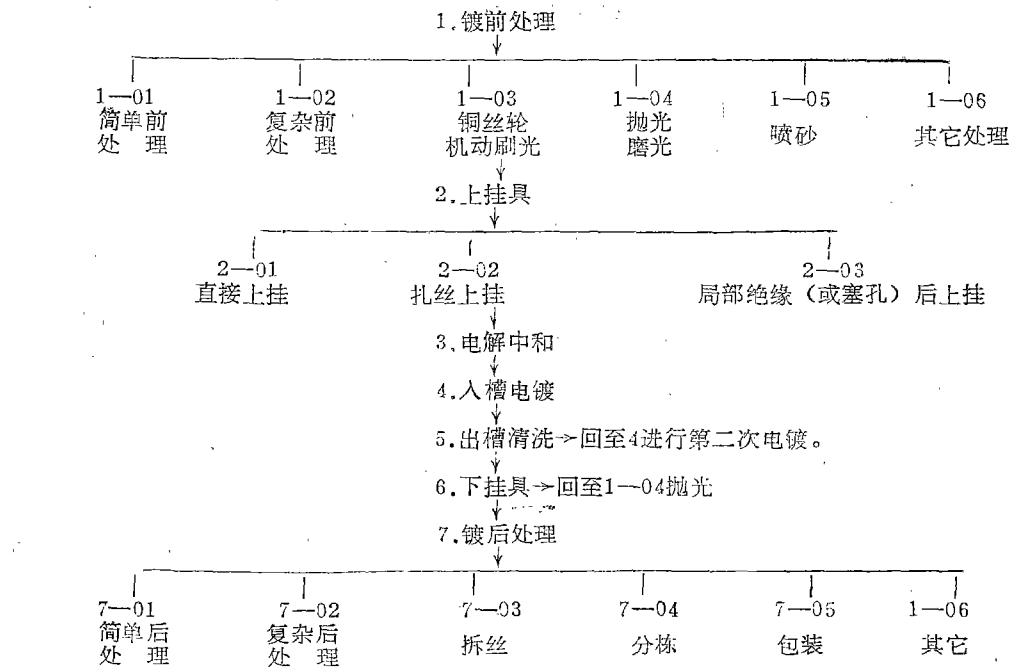 1.镀前处理
1—01 1—02 1—03 1—04 1—05 1—06
简单前处理 复杂前处理 铜丝轮机动刷光 抛光磨光 喷砂 其它处理
2.上挂具
2—01 2—02 2—03
直接上挂 扎丝上挂 局部绝缘（或塞孔）后上挂
3.电解中和
4.入槽电镀
5.出槽清洗→回至4进行第二次电镀。
6.下挂具→回至1—04抛光
7.镀后处理
7—01 7—02 7—03 7—04 7—05 1—06
简单后处理 复杂后处理 拆丝 分栋 包装 其它